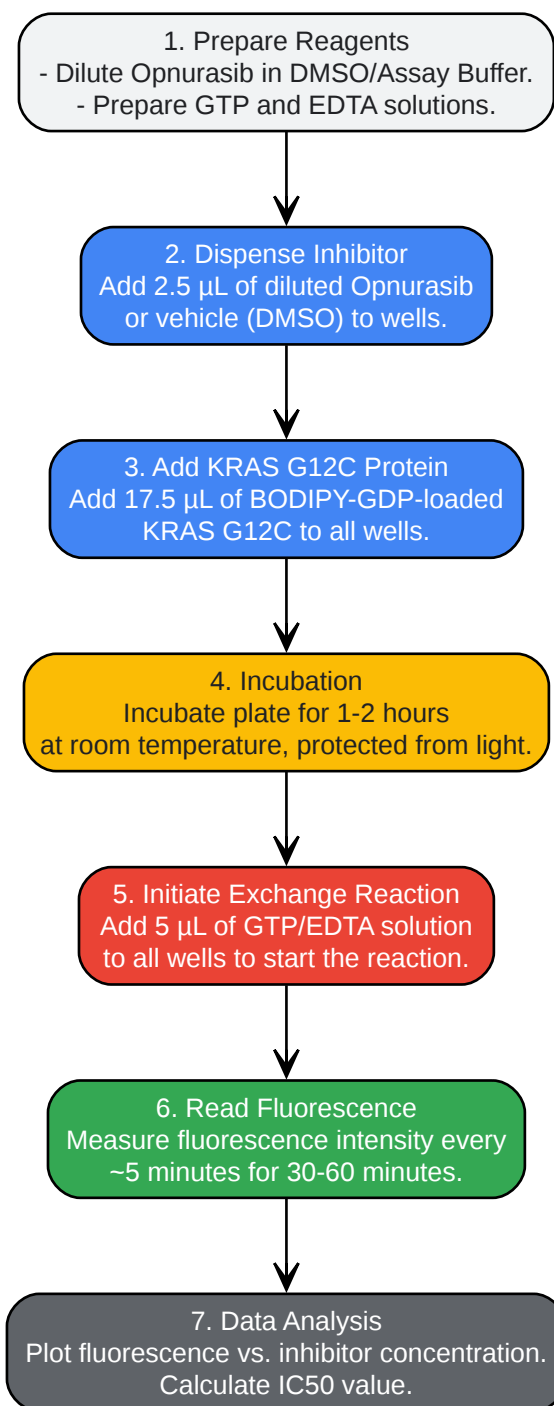 1. Prepare Reagents
- Dilute Opnurasib in DMSO/Assay Buffer.
- Prepare GTP and EDTA solutions.
2. Dispense Inhibitor
Add 2.5 µL of diluted Opnurasib
or vehicle (DMSO) to wells.
3. Add KRAS G12C Protein
Add 17.5 µL of BODIPY-GDP-loaded
KRAS G12C to all wells.
4. Incubation
Incubate plate for 1-2 hours
at room temperature, protected from light.
5. Initiate Exchange Reaction
Add 5 µL of GTP/EDTA solution
to all wells to start the reaction.
6. Read Fluorescence
Measure fluorescence intensity every
~5 minutes for 30-60 minutes.
7. Data Analysis
Plot fluorescence vs. inhibitor concentration.
Calculate IC50 value.